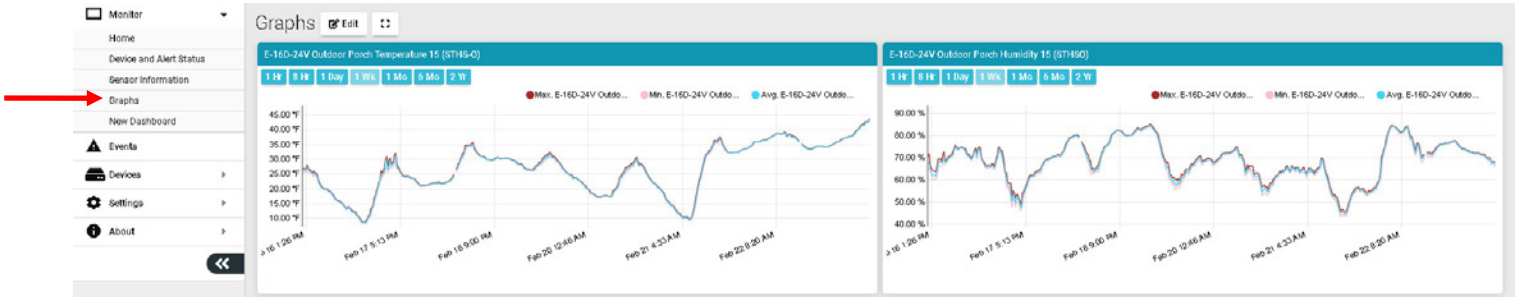 Monitor
Home
Device and Alert Status
Sensor Information
Graphs
New Dashboard
Events
Devices
Settings
About
Graphs Edit
E-16D-24V Outdoor Porch Temperature 15 (STHS-O)
1 Hr 8 Hr 1 Day 1 Wk 1 Mo 6 Mo 2 Yr
Max. E-16D-24V Outdo... Min. E-16D-24V Outdo... Avg. E-16D-24V Outdo...
45.00 °F
40.00 °F
35.00 °F
30.00 °F
25.00 °F
20.00 °F
15.00 °F
10.00 °F
16 1:26 PM Feb 17 5:13 PM Feb 18 9:00 PM Feb 20 12:46 AM Feb 21 4:33 AM Feb 22 8:20 AM
E-16D-24V Outdoor Porch Humidity 15 (STHSO)
1 Hr 8 Hr 1 Day 1 Wk 1 Mo 6 Mo 2 Yr
Max. E-16D-24V Outdo... Min. E-16D-24V Outdo... Avg. E-16D-24V Outdo...
90.00 %
80.00 %
70.00 %
60.00 %
50.00 %
40.00 %
16 1:26 PM Feb 17 5:13 PM Feb 18 9:00 PM Feb 20 12:46 AM Feb 21 4:33 AM Feb 22 8:20 AM